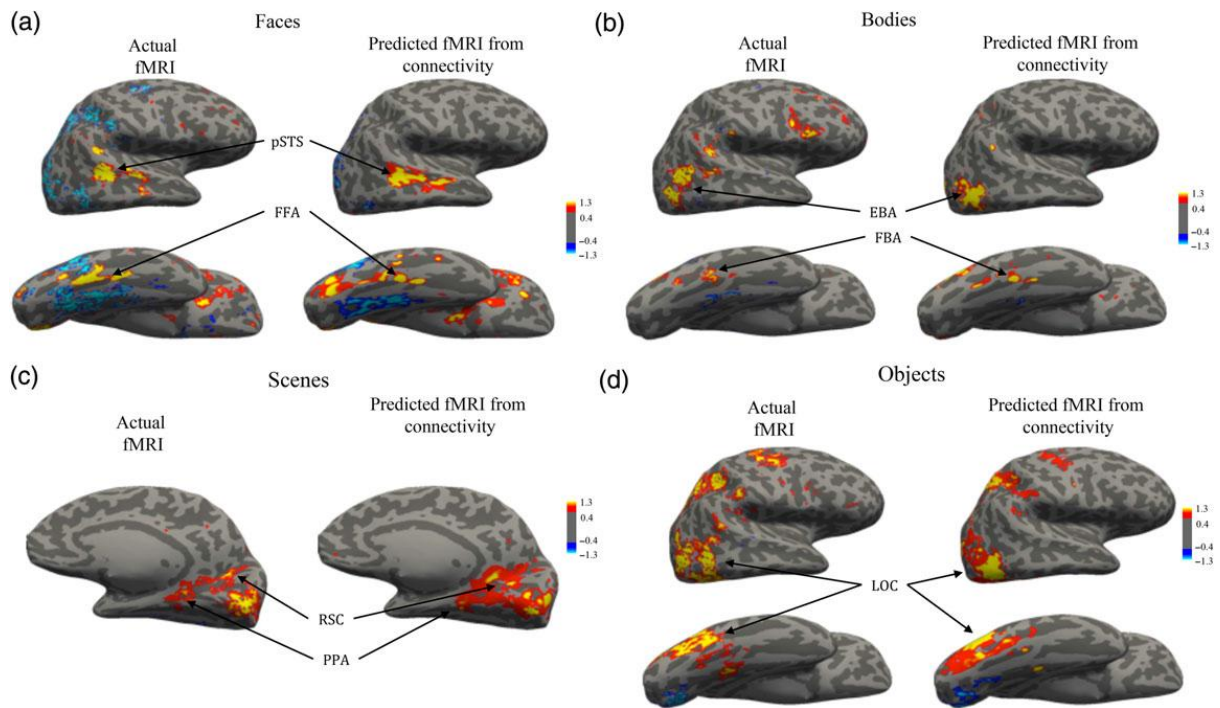 (a)
Faces
Actual
fMRI
Predicted fMRI from
connectivity
pSTS
FFA
1.3
0.4
−0.4
−1.3
(b)
Bodies
Actual
fMRI
Predicted fMRI from
connectivity
EBA
FBA
1.3
0.4
−0.4
−1.3
(c)
Scenes
Actual
fMRI
Predicted fMRI from
connectivity
RSC
PPA
1.3
0.4
−0.4
−1.3
(d)
Objects
Actual
fMRI
Predicted fMRI from
connectivity
LOC
1.3
0.4
−0.4
−1.3